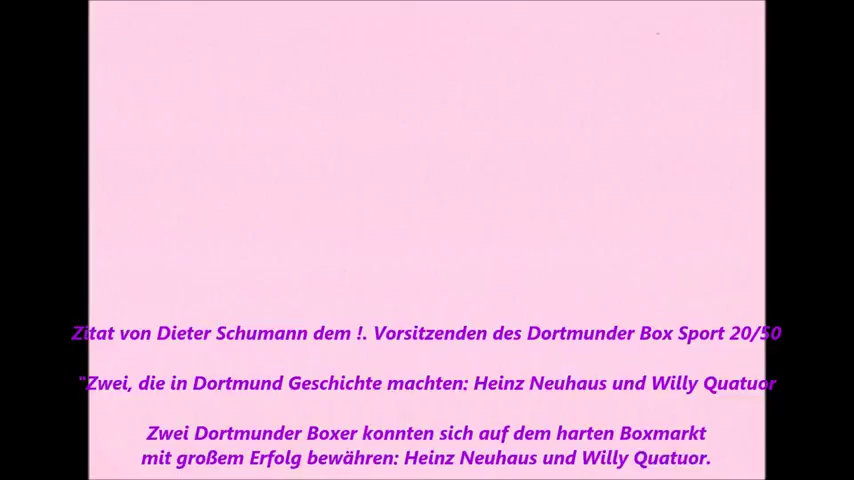 Zitat von Dieter Schumann dem !. Vorsitzenden des Dortmunder Box Sport 20/50
"Zwei, die in Dortmund Geschichte machten: Heinz Neuhaus und Willy Quatuor
Zwei Dortmunder Boxer konnten sich auf dem harten Boxmarkt
mit großem Erfolg bewähren: Heinz Neuhaus und Willy Quatuor.